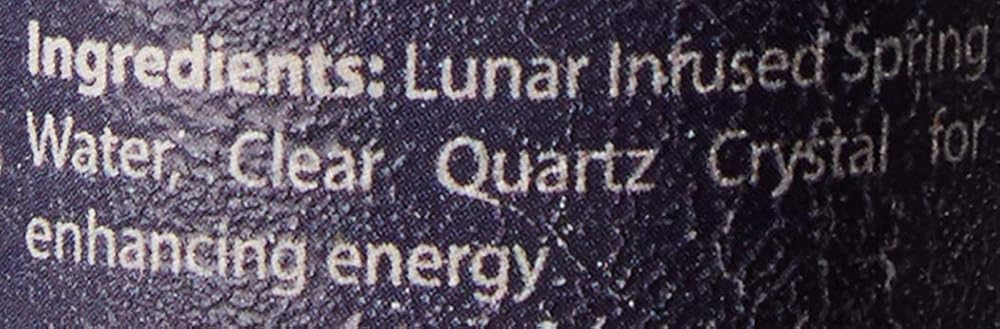 Ingredients: Lunar Infused Spring
Water, Clear Quartz Crystal for
enhancing energy